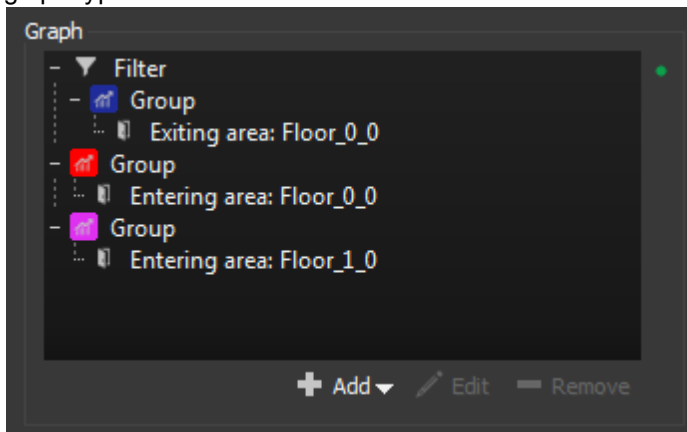 Graph
Filter
Group
Exiting area: Floor_0_0
Group
Entering area: Floor_0_0
Group
Entering area: Floor_1_0
Add
Edit
Remove